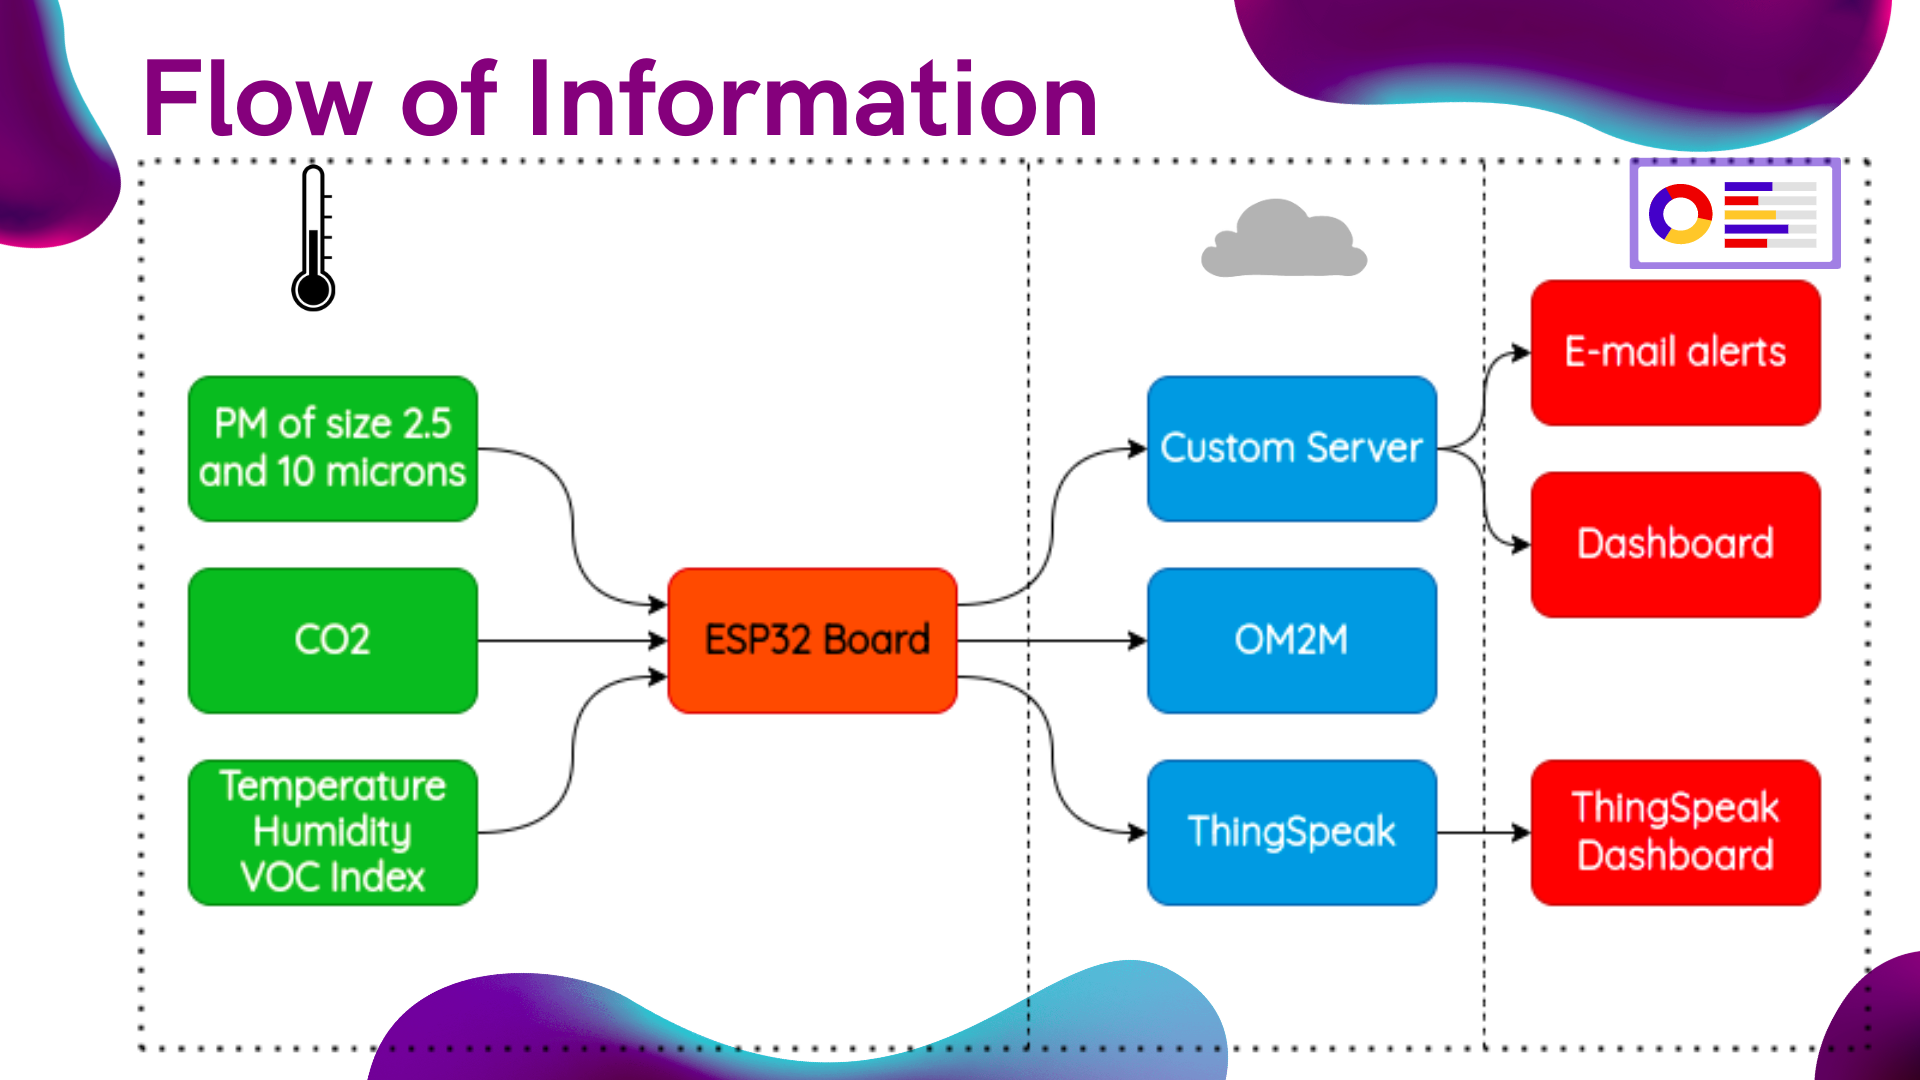 Flow of Information
PM of size 2.5
and 10 microns
CO2
Temperature
Humidity
VOC Index
ESP32 Board
Custom Server
OM2M
ThingSpeak
E-mail alerts
Dashboard
ThingSpeak
Dashboard